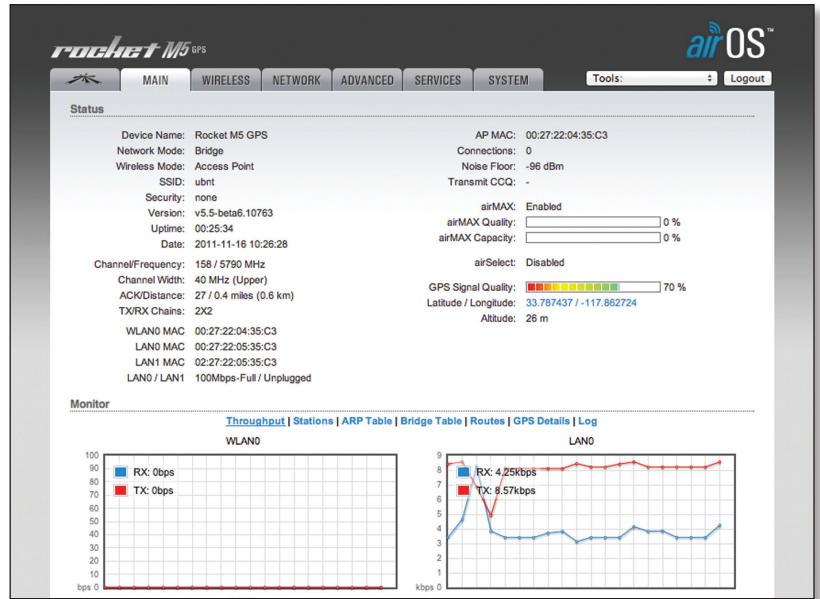 rocket M5 GPS
airOS™
MAIN WIRELESS NETWORK ADVANCED SERVICES SYSTEM Tools: Logout
Status
Device Name: Rocket M5 GPS
Network Mode: Bridge
Wireless Mode: Access Point
SSID: ubnt
Security: none
Version: v5.5-beta6.10763
Uptime: 00:25:34
Date: 2011-11-16 10:26:28
Channel/Frequency: 158 / 5790 MHz
Channel Width: 40 MHz (Upper)
ACK/Distance: 27 / 0.4 miles (0.6 km)
TX/RX Chains: 2X2
WLAN0 MAC 00:27:22:04:35:C3
LAN0 MAC 00:27:22:05:35:C3
LAN1 MAC 02:27:22:05:35:C3
LAN0 / LAN1 100Mbps-Full / Unplugged
AP MAC: 00:27:22:04:35:C3
Connections: 0
Noise Floor: -96 dBm
Transmit CCQ: -
airMAX: Enabled
airMAX Quality: 0 %
airMAX Capacity: 0 %
airSelect: Disabled
GPS Signal Quality: 70 %
Latitude / Longitude: 33.787437 / -117.862724
Altitude: 26 m
Monitor
Throughput | Stations | ARP Table | Bridge Table | Routes | GPS Details | Log
WLAN0
100
90
80
70
60
50
40
30
20
10
bps 0
RX: 0bps
TX: 0bps
LAN0
9
8
7
6
5
4
3
2
1
kbps 0
RX: 4.25kbps
TX: 8.57kbps